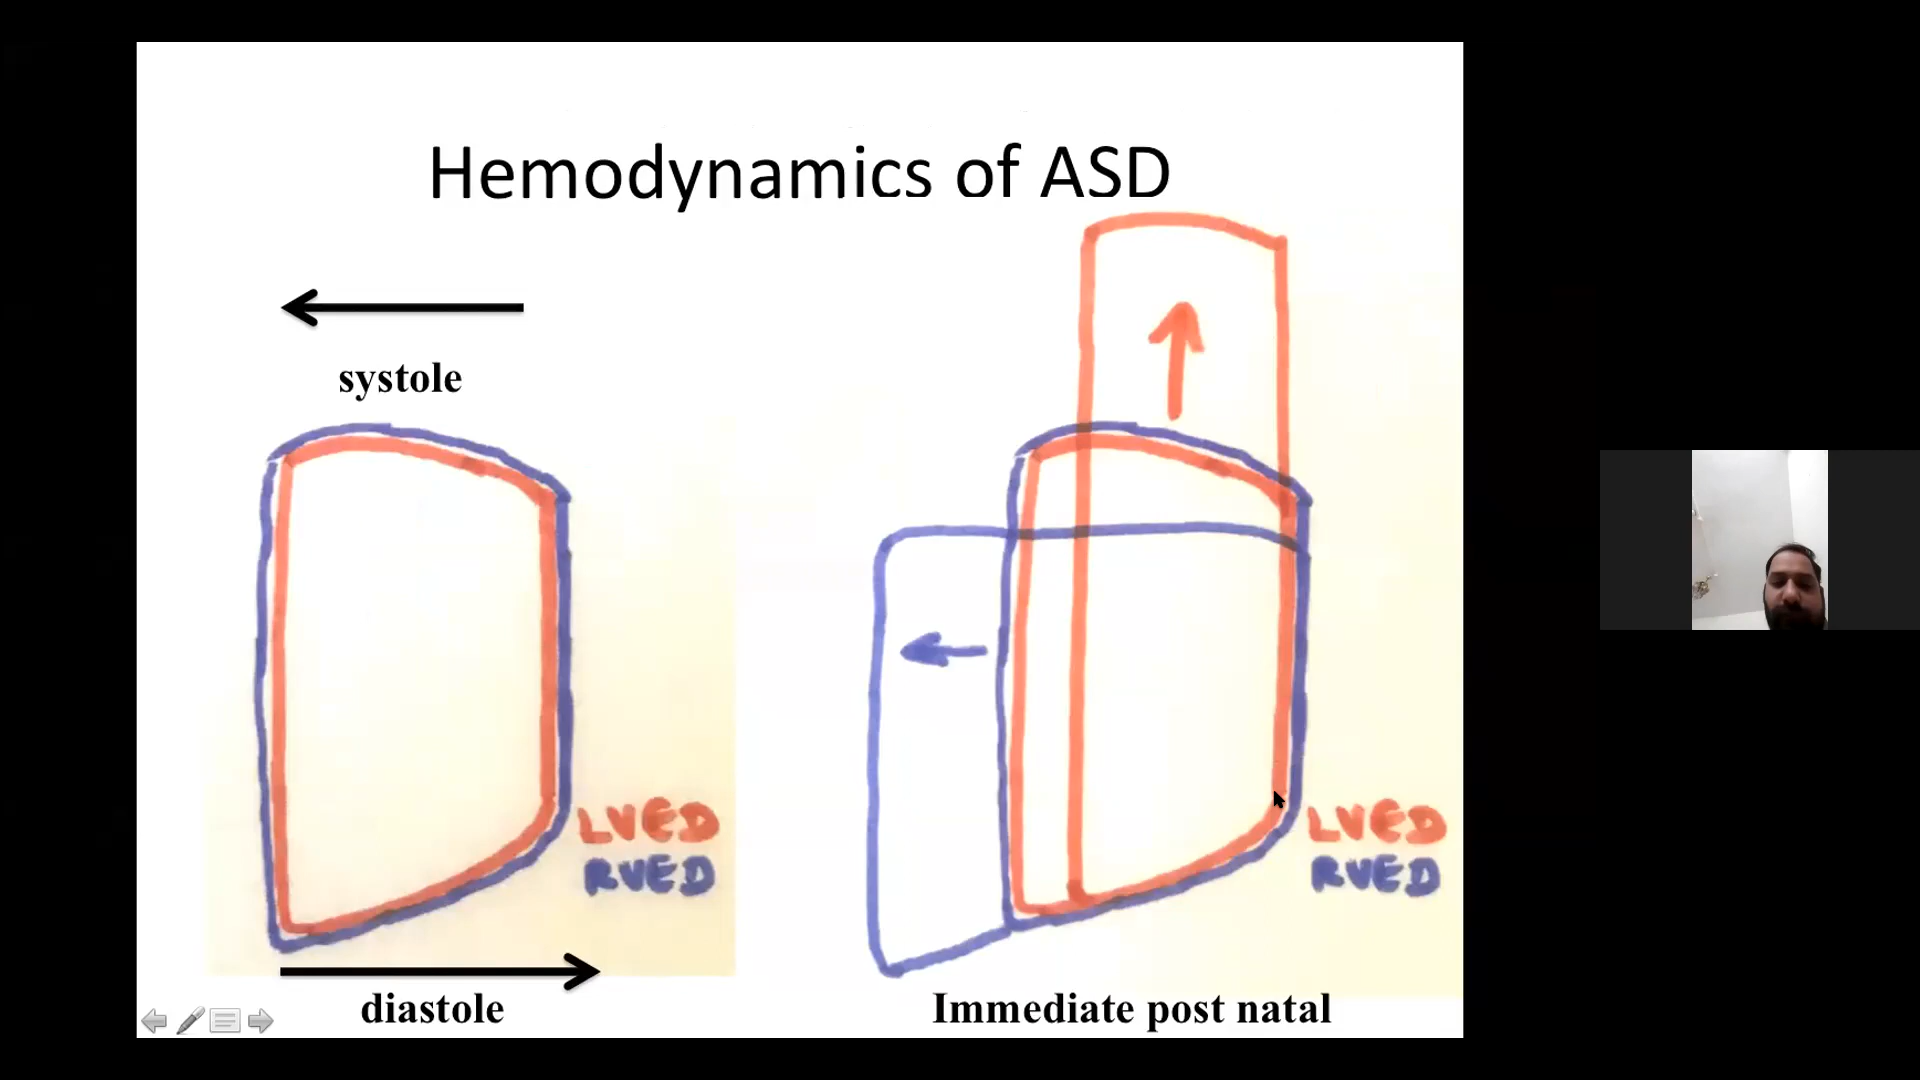 Hemodynamics of ASD
systole
LVED
RVED
diastole
LVED
RVED
Immediate post natal